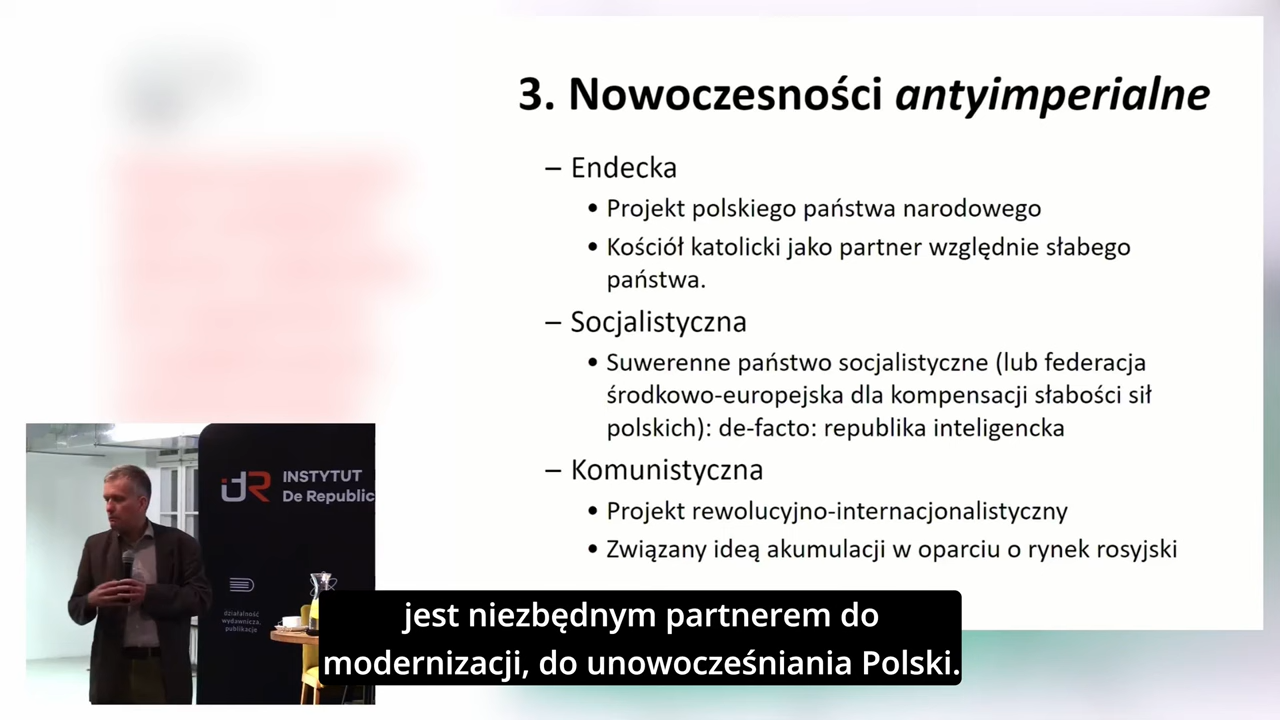 3. Nowoczesności antyimperialne
– Endecka
• Projekt polskiego państwa narodowego
• Kościół katolicki jako partner względnie słabego
państwa.
– Socjalistyczna
• Suwerenne państwo socjalistyczne (lub federacja
środkowo-europejska dla kompensacji słabości sił
polskich): de-facto: republika inteligencka
– Komunistyczna
• Projekt rewolucyjno-internacjonalistyczny
• Związany ideą akumulacji w oparciu o rynek rosyjski
idR
INSTYTUT
De Republic
działalność
wydawnicza,
publikacje
jest niezbędnym partnerem do
modernizacji, do unowocześniania Polski.